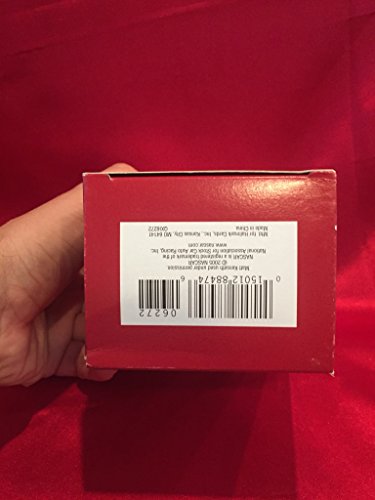 06272
0 15012 88474 6
Matt Kenseth used under permission.
© 2005 NASCAR
NASCAR is a registered trademark of the
National Association for Stock Car Auto Racing, Inc.
www.nascar.com
Mfd. for Hallmark Cards, Inc., Kansas City, MO 64141
Made in China QXI6272